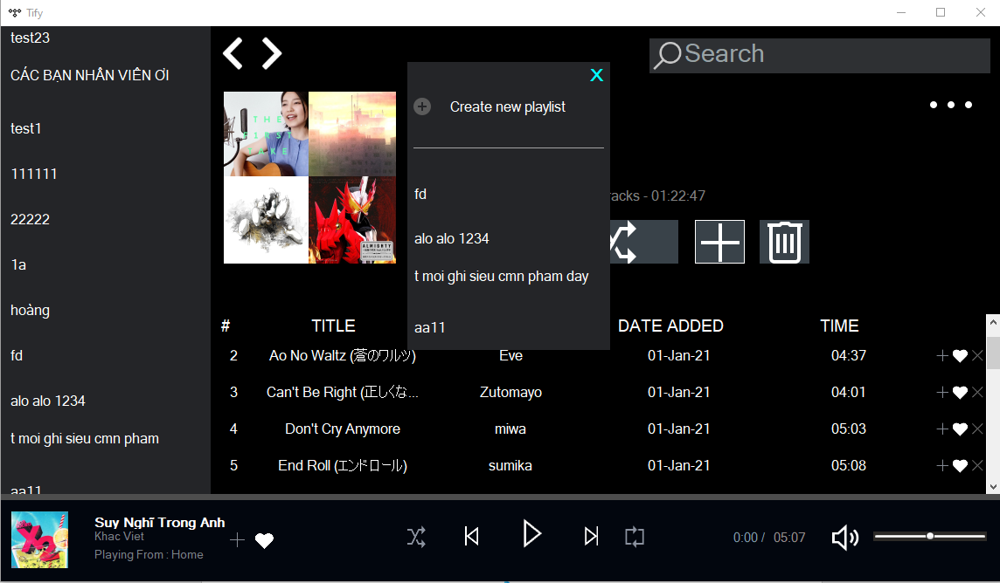 Tify
test23
CÁC BẠN NHÂN VIÊN ƠI
test1
111111
22222
1a
hoàng
fd
alo alo 1234
t moi ghi sieu cmn pham
aa11
Search
THE
FIRST
TAKE
ALMIGHTY
X
Create new playlist
fd
alo alo 1234
t moi ghi sieu cmn pham day
aa11
racks - 01:22:47
# TITLE DATE ADDED TIME
2 Ao No Waltz (蒼のワルツ) Eve 01-Jan-21 04:37
3 Can't Be Right (正しくな... Zutomayo 01-Jan-21 04:01
4 Don't Cry Anymore miwa 01-Jan-21 05:03
5 End Roll (エンドロール) sumika 01-Jan-21 05:08
Suy Nghĩ Trong Anh
Khac Viet
Playing From : Home
0:00 / 05:07